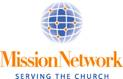 MissionNetwork
SERVING THE CHURCH